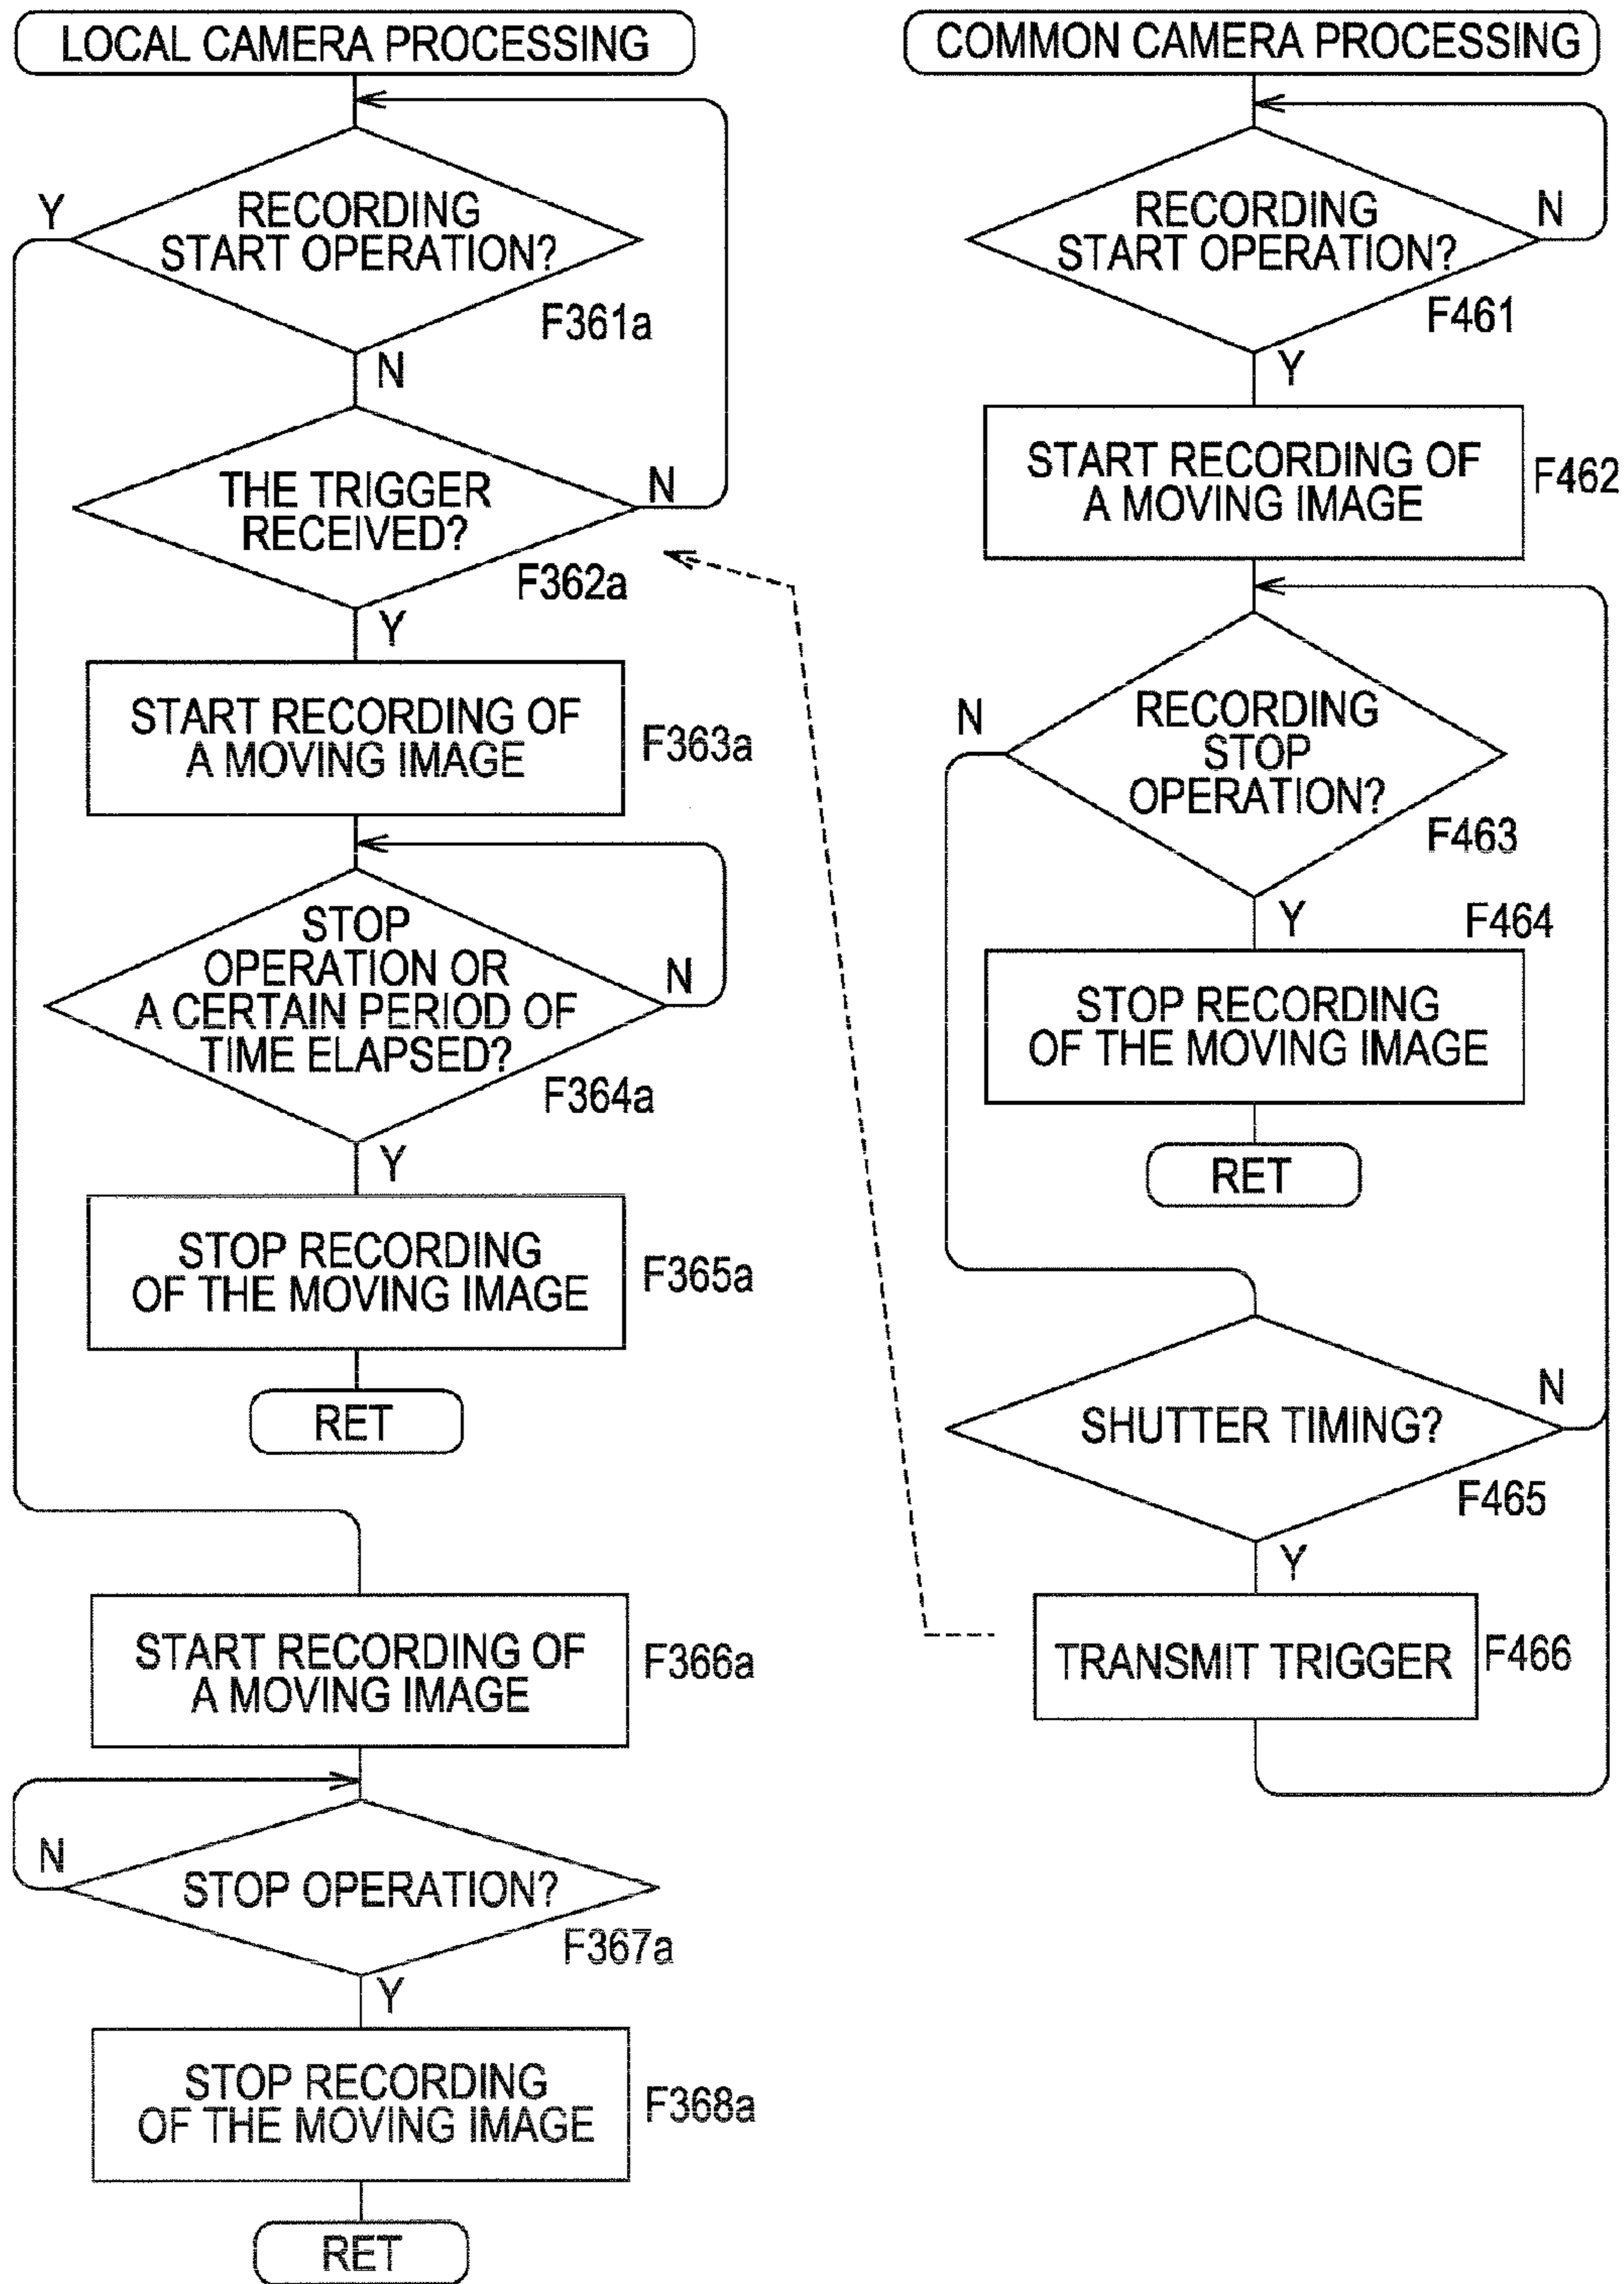 LOCAL CAMERA PROCESSING
Y
RECORDING
START OPERATION?
F361a
N
THE TRIGGER
RECEIVED?
N
F362a
Y
START RECORDING OF
A MOVING IMAGE
F363a
STOP
OPERATION OR
A CERTAIN PERIOD OF
TIME ELAPSED?
N
F364a
Y
STOP RECORDING
OF THE MOVING IMAGE
F365a
RET
START RECORDING OF
A MOVING IMAGE
F366a
N
STOP OPERATION?
F367a
Y
STOP RECORDING
OF THE MOVING IMAGE
F368a
RET
COMMON CAMERA PROCESSING
RECORDING
START OPERATION?
N
F461
Y
START RECORDING OF
A MOVING IMAGE
F462
N
RECORDING
STOP
OPERATION?
F463
Y
F464
STOP RECORDING
OF THE MOVING IMAGE
RET
SHUTTER TIMING?
N
F465
Y
TRANSMIT TRIGGER
F466